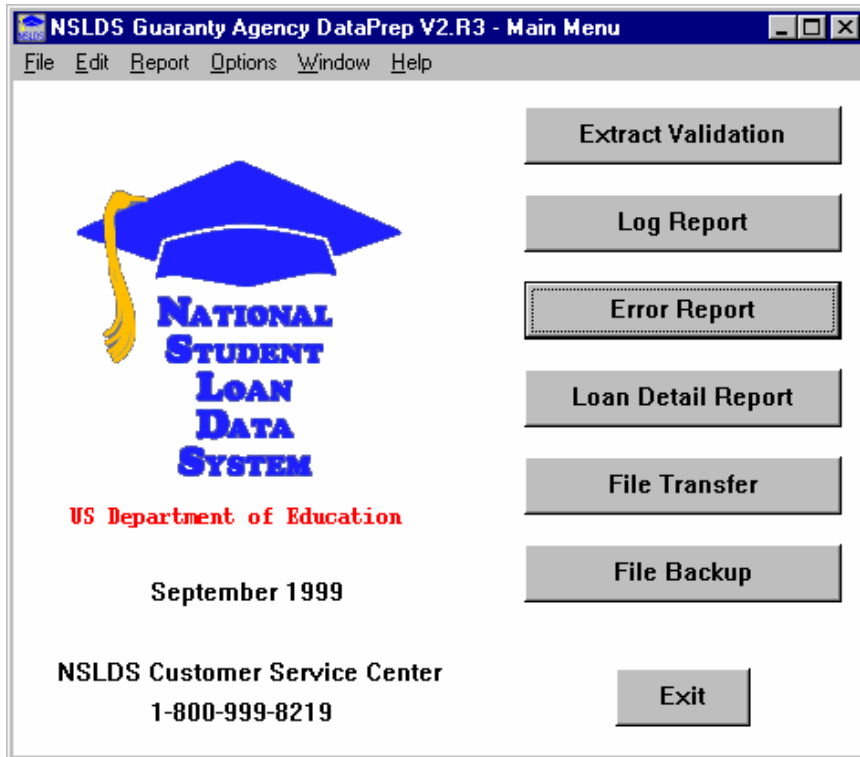 NSLDS Guaranty Agency DataPrep V2.R3 - Main Menu
File Edit Report Options Window Help
NATIONAL
STUDENT
LOAN
DATA
SYSTEM
US Department of Education
September 1999
NSLDS Customer Service Center
1-800-999-8219
Extract Validation
Log Report
Error Report
Loan Detail Report
File Transfer
File Backup
Exit